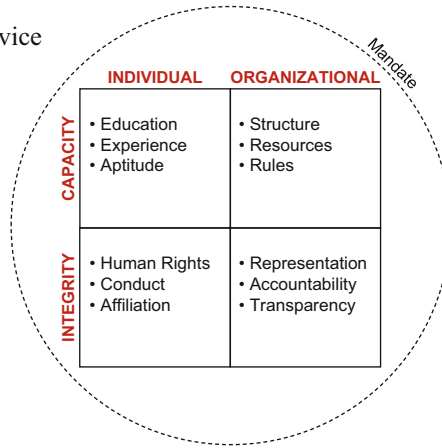 vice
Mandate
INDIVIDUAL ORGANIZATIONAL
CAPACITY
• Education
• Experience
• Aptitude
• Structure
• Resources
• Rules
INTEGRITY
• Human Rights
• Conduct
• Affiliation
• Representation
• Accountability
• Transparency